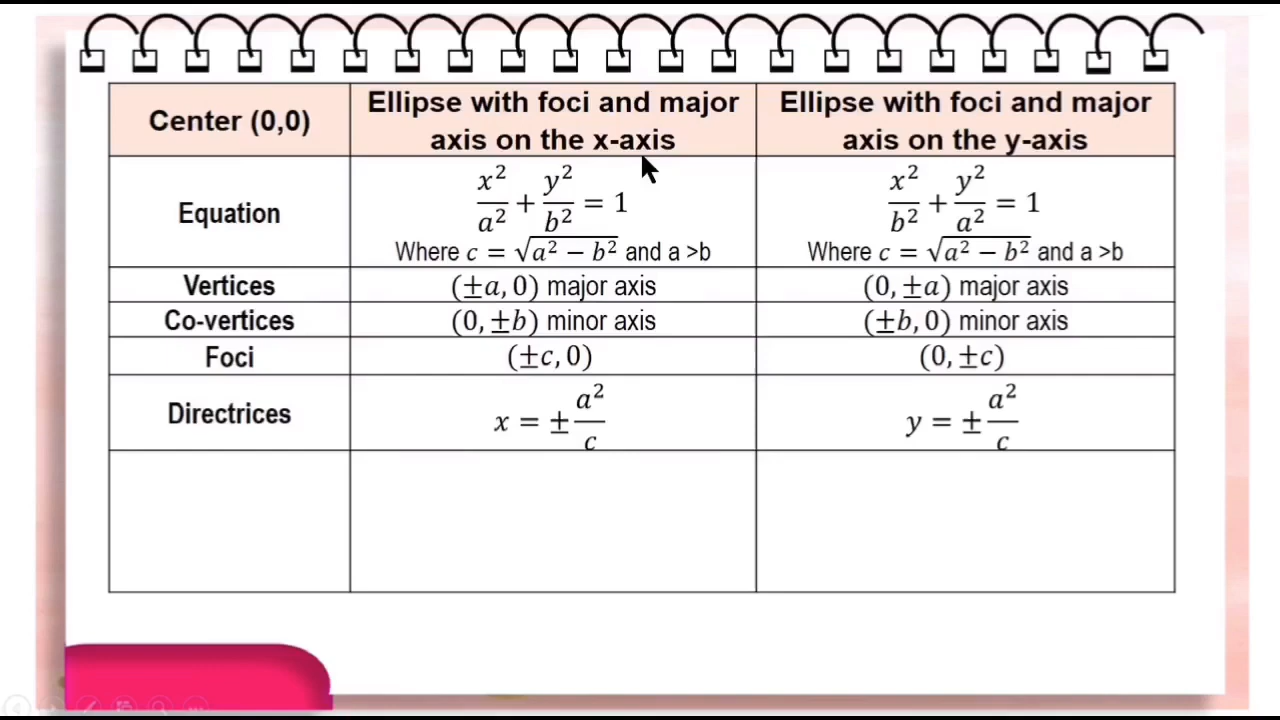 Center (0,0)
Ellipse with foci and major
axis on the x-axis
Ellipse with foci and major
axis on the y-axis
Equation
x²/a² + y²/b² = 1
Where c = √(a² − b²) and a >b
x²/b² + y²/a² = 1
Where c = √(a² − b²) and a >b
Vertices
(±a, 0) major axis
(0, ±a) major axis
Co-vertices
(0, ±b) minor axis
(±b, 0) minor axis
Foci
(±c, 0)
(0, ±c)
Directrices
x = ± a²/c
y = ± a²/c